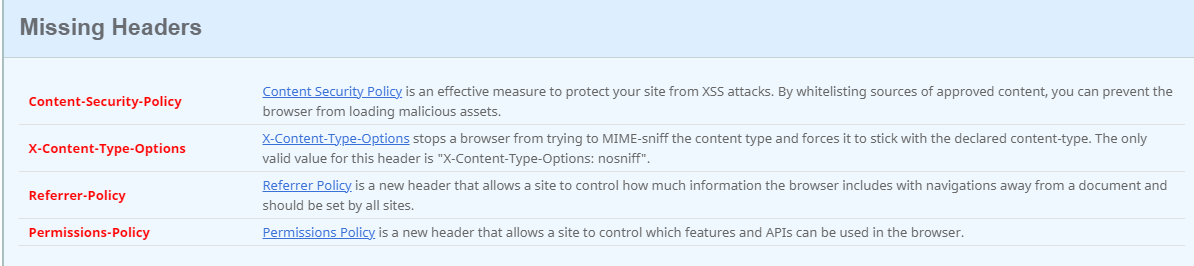 Missing Headers
Content-Security-Policy
Content Security Policy is an effective measure to protect your site from XSS attacks. By whitelisting sources of approved content, you can prevent the
browser from loading malicious assets.
X-Content-Type-Options
X-Content-Type-Options stops a browser from trying to MIME-sniff the content type and forces it to stick with the declared content-type. The only
valid value for this header is "X-Content-Type-Options: nosniff".
Referrer-Policy
Referrer Policy is a new header that allows a site to control how much information the browser includes with navigations away from a document and
should be set by all sites.
Permissions-Policy
Permissions Policy is a new header that allows a site to control which features and APIs can be used in the browser.